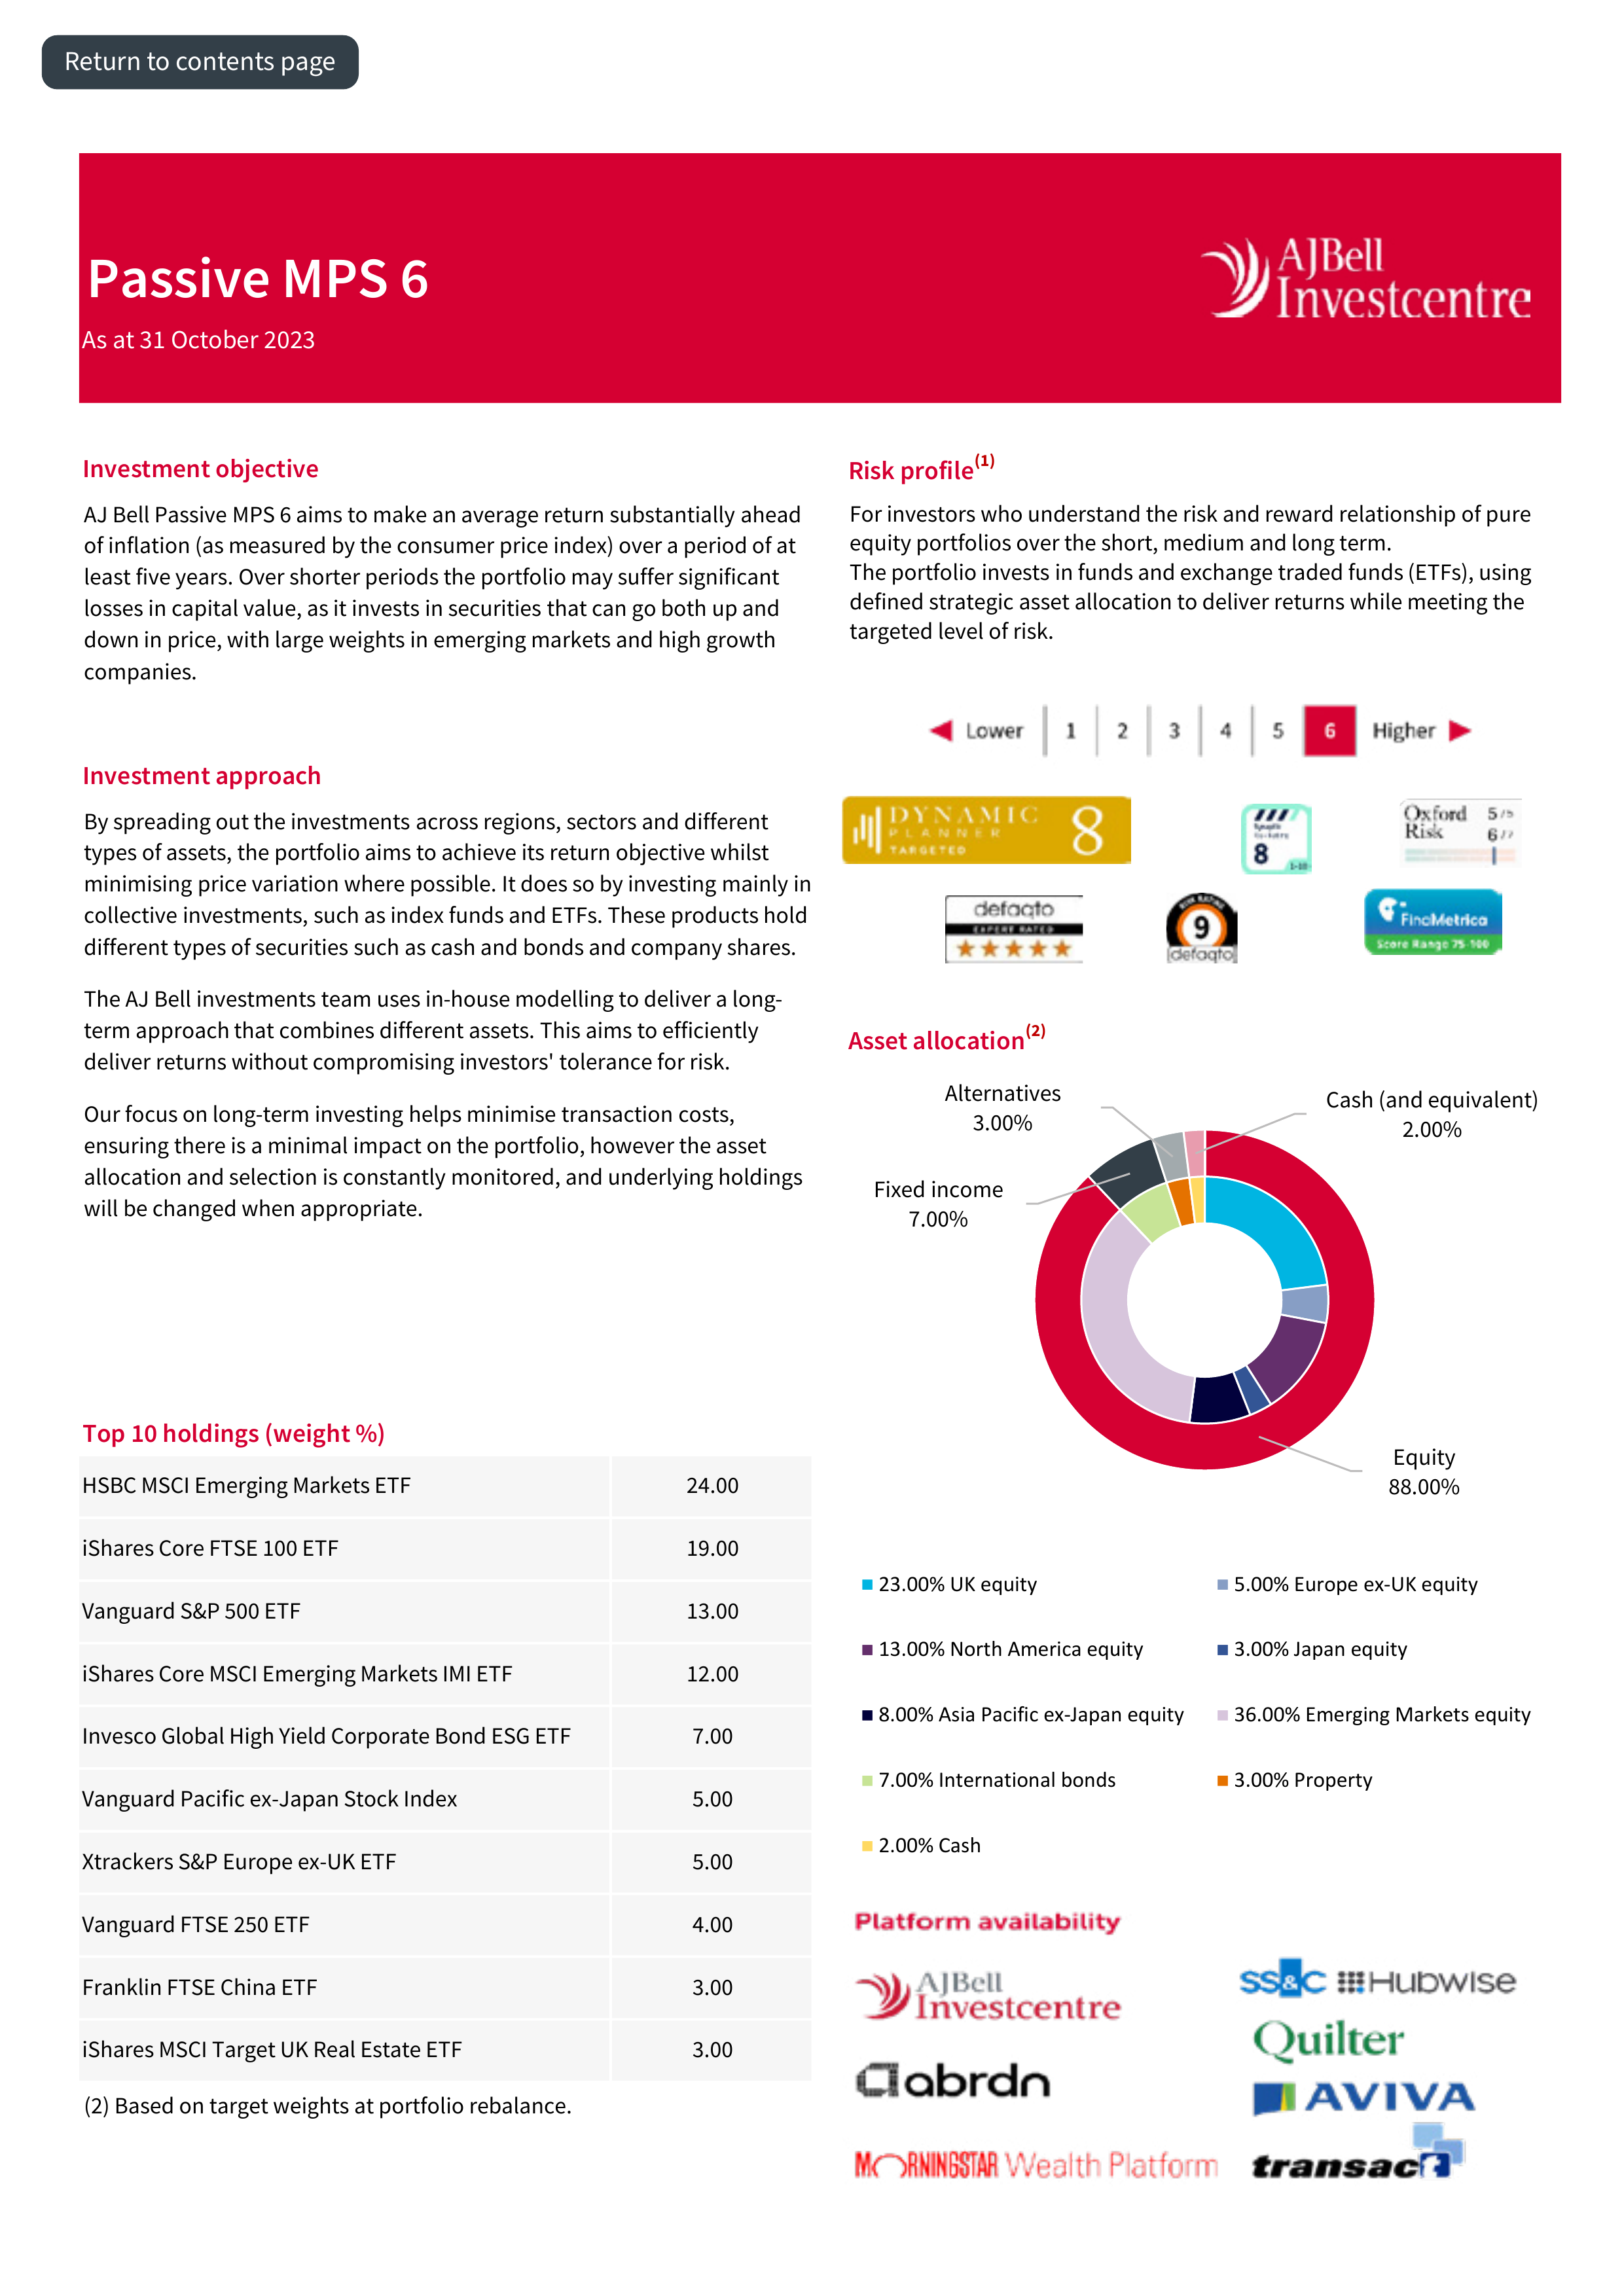 Return to contents page
Passive MPS 6
As at 31 October 2023
AJBell
Investcentre
Investment objective
AJ Bell Passive MPS 6 aims to make an average return substantially ahead
of inflation (as measured by the consumer price index) over a period of at
least five years. Over shorter periods the portfolio may suffer significant
losses in capital value, as it invests in securities that can go both up and
down in price, with large weights in emerging markets and high growth
companies.
Investment approach
By spreading out the investments across regions, sectors and different
types of assets, the portfolio aims to achieve its return objective whilst
minimising price variation where possible. It does so by investing mainly in
collective investments, such as index funds and ETFs. These products hold
different types of securities such as cash and bonds and company shares.
The AJ Bell investments team uses in-house modelling to deliver a long-
term approach that combines different assets. This aims to efficiently
deliver returns without compromising investors' tolerance for risk.
Our focus on long-term investing helps minimise transaction costs,
ensuring there is a minimal impact on the portfolio, however the asset
allocation and selection is constantly monitored, and underlying holdings
will be changed when appropriate.
Top 10 holdings (weight %)
HSBC MSCI Emerging Markets ETF 24.00
iShares Core FTSE 100 ETF 19.00
Vanguard S&P 500 ETF 13.00
iShares Core MSCI Emerging Markets IMI ETF 12.00
Invesco Global High Yield Corporate Bond ESG ETF 7.00
Vanguard Pacific ex-Japan Stock Index 5.00
Xtrackers S&P Europe ex-UK ETF 5.00
Vanguard FTSE 250 ETF 4.00
Franklin FTSE China ETF 3.00
iShares MSCI Target UK Real Estate ETF 3.00
(2) Based on target weights at portfolio rebalance.
Risk profile(1)
For investors who understand the risk and reward relationship of pure
equity portfolios over the short, medium and long term.
The portfolio invests in funds and exchange traded funds (ETFs), using
defined strategic asset allocation to deliver returns while meeting the
targeted level of risk.
Lower 1 2 3 4 5 6 Higher
DYNAMIC
PLANNER
TARGETED
8
8
1-10
Oxford 5/5
Risk 6/7
defaqto
EXPERT RATED
RISK RATING
9
defaqto
FinaMetrica
Score Range 75-100
Asset allocation(2)
Alternatives
3.00%
Cash (and equivalent)
2.00%
Fixed income
7.00%
Equity
88.00%
23.00% UK equity
5.00% Europe ex-UK equity
13.00% North America equity
3.00% Japan equity
8.00% Asia Pacific ex-Japan equity
36.00% Emerging Markets equity
7.00% International bonds
3.00% Property
2.00% Cash
Platform availability
AJBell
Investcentre
SS&C Hubwise
Quilter
abrdn
AVIVA
MORNINGSTAR Wealth Platform
transact